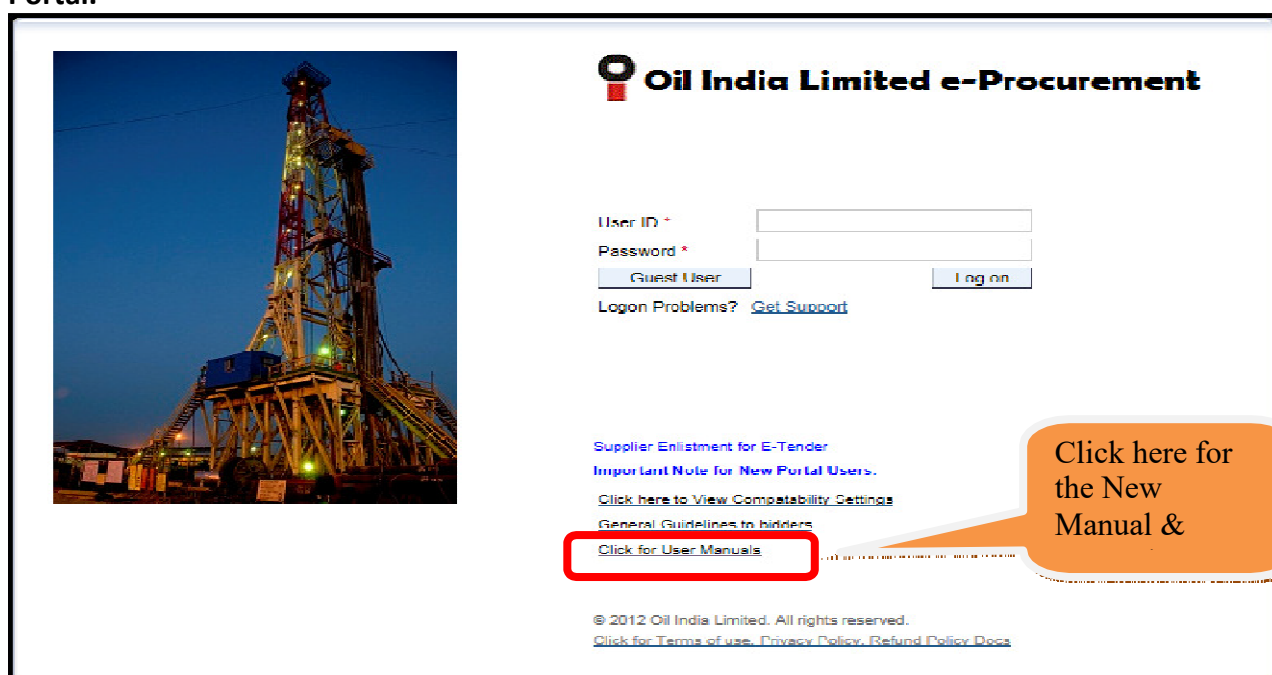 Portal.
Oil India Limited e-Procurement
User ID *
Password *
Guest User Log on
Logon Problems? Get Support
Supplier Enlistment for E-Tender
Important Note for New Portal Users.
Click here to View Compatability Settings
General Guidelines to bidders
Click for User Manuals
Click here for
the New
Manual &
© 2012 Oil India Limited. All rights reserved.
Click for Terms of use, Privacy Policy, Refund Policy Docs